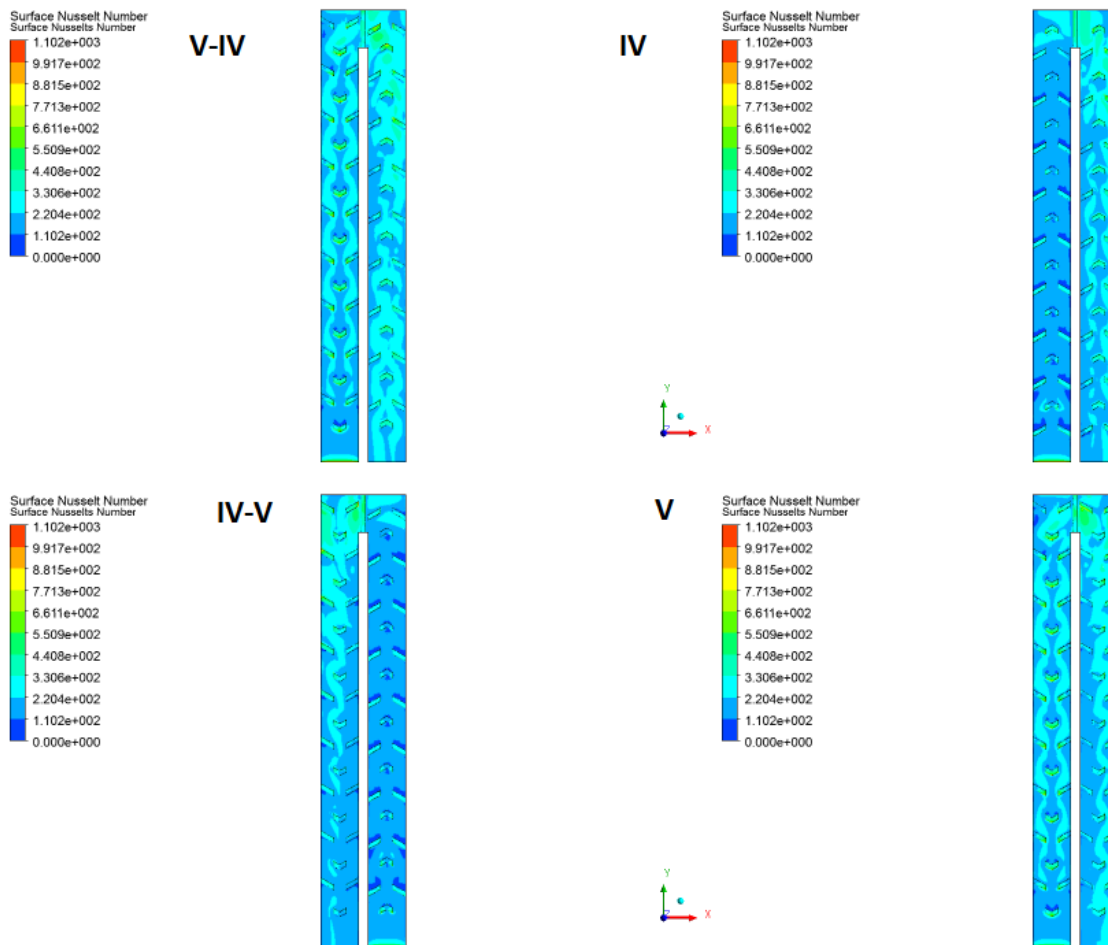 Surface Nusselt Number
Surface Nusselts Number
1.102e+003
9.917e+002
8.815e+002
7.713e+002
6.611e+002
5.509e+002
4.408e+002
3.306e+002
2.204e+002
1.102e+002
0.000e+000
V-IV
Surface Nusselt Number
Surface Nusselts Number
1.102e+003
9.917e+002
8.815e+002
7.713e+002
6.611e+002
5.509e+002
4.408e+002
3.306e+002
2.204e+002
1.102e+002
0.000e+000
IV
Y
Z
X
Surface Nusselt Number
Surface Nusselts Number
1.102e+003
9.917e+002
8.815e+002
7.713e+002
6.611e+002
5.509e+002
4.408e+002
3.306e+002
2.204e+002
1.102e+002
0.000e+000
IV-V
Surface Nusselt Number
Surface Nusselts Number
1.102e+003
9.917e+002
8.815e+002
7.713e+002
6.611e+002
5.509e+002
4.408e+002
3.306e+002
2.204e+002
1.102e+002
0.000e+000
V
Y
Z
X